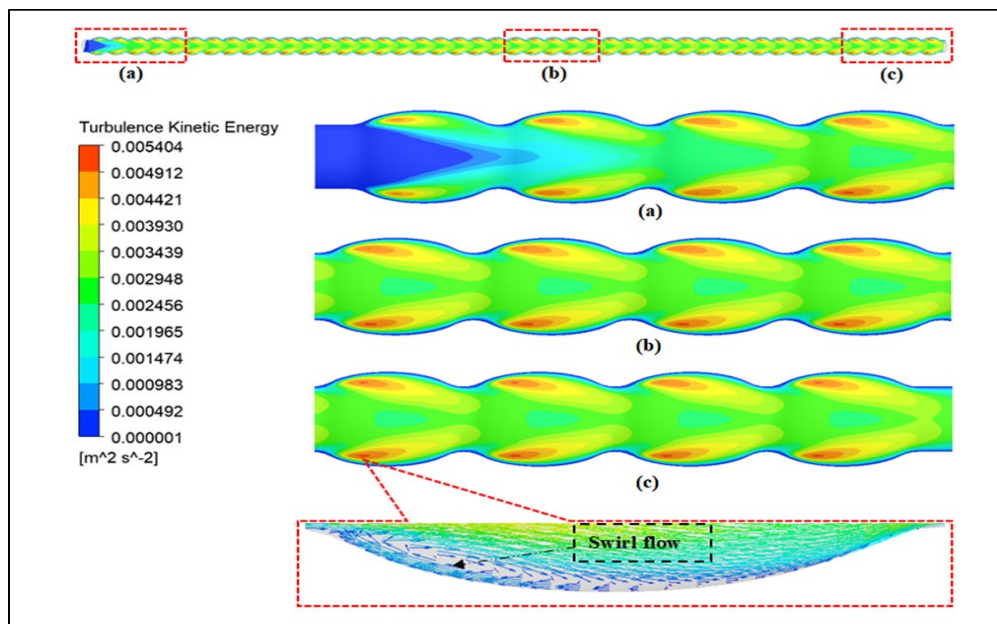 (a)
(b)
(c)
Turbulence Kinetic Energy
0.005404
0.004912
0.004421
0.003930
0.003439
0.002948
0.002456
0.001965
0.001474
0.000983
0.000492
0.000001
[m^2 s^-2]
(a)
(b)
(c)
Swirl flow